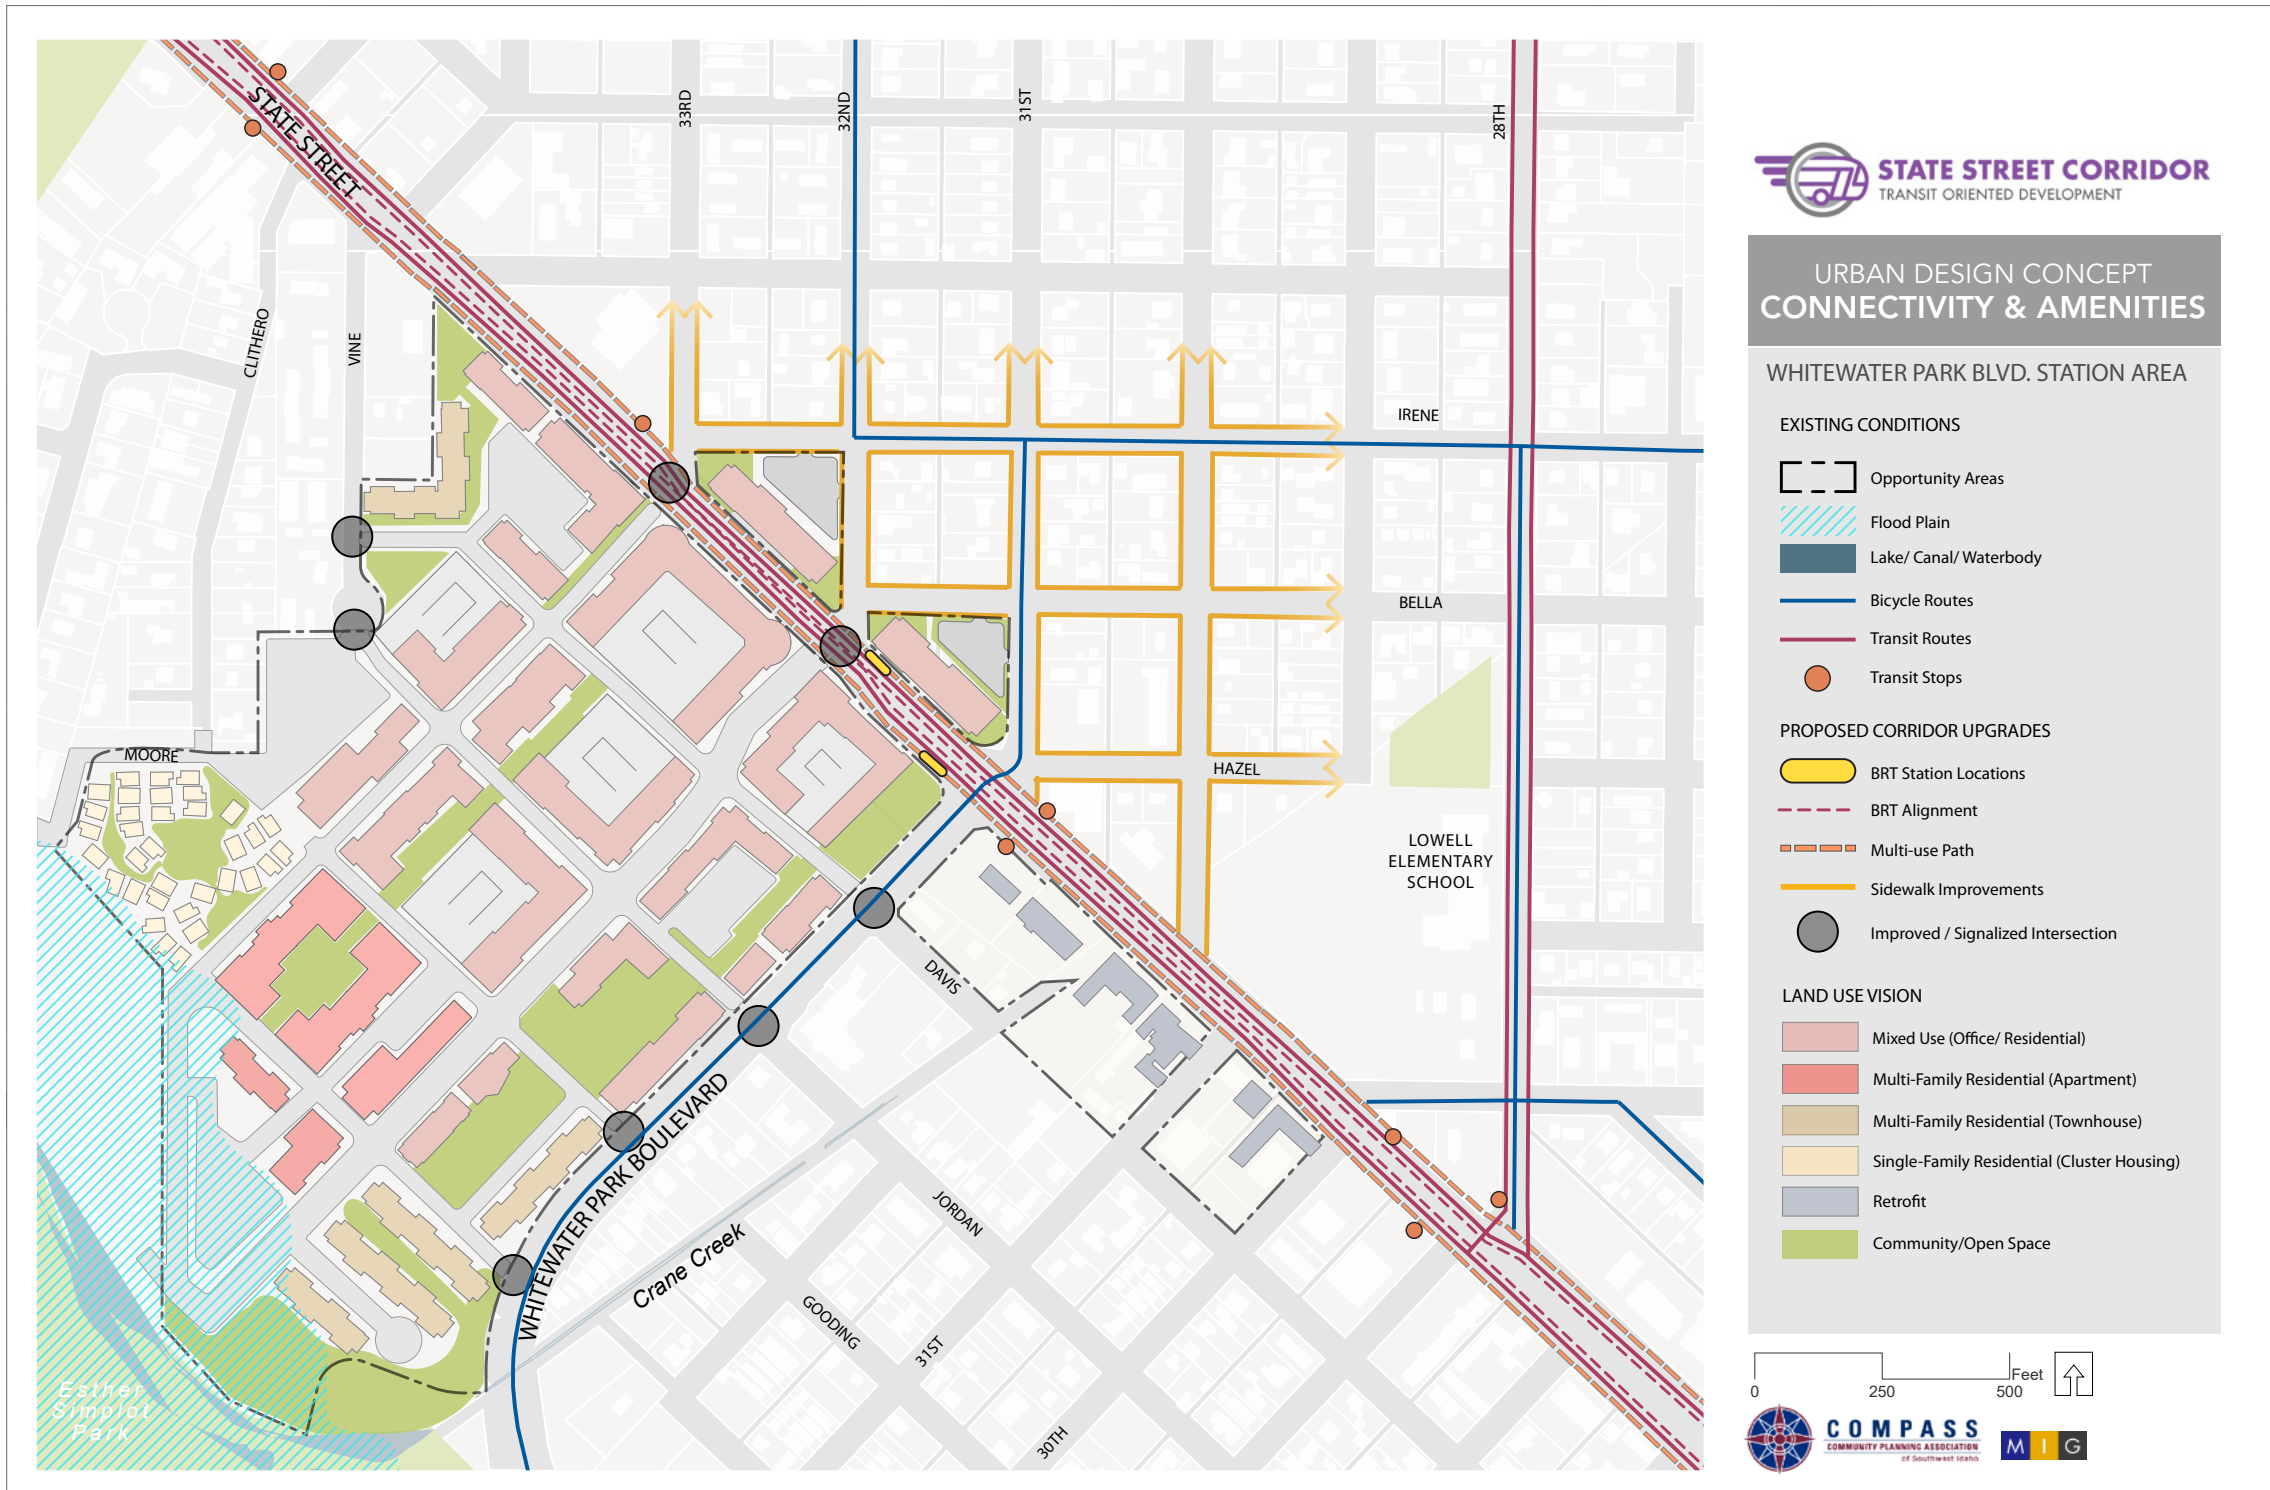 STATE STREET
33RD
32ND
31ST
28TH
CLITHERO
VINE
IRENE
BELLA
HAZEL
MOORE
LOWELL
ELEMENTARY
SCHOOL
DAVIS
WHITEWATER PARK BOULEVARD
JORDAN
Crane Creek
GOODING
31ST
30TH
Esther
Simplot
Park
STATE STREET CORRIDOR
TRANSIT ORIENTED DEVELOPMENT
URBAN DESIGN CONCEPT
CONNECTIVITY & AMENITIES
WHITEWATER PARK BLVD. STATION AREA
EXISTING CONDITIONS
Opportunity Areas
Flood Plain
Lake/ Canal/ Waterbody
Bicycle Routes
Transit Routes
Transit Stops
PROPOSED CORRIDOR UPGRADES
BRT Station Locations
BRT Alignment
Multi-use Path
Sidewalk Improvements
Improved / Signalized Intersection
LAND USE VISION
Mixed Use (Office/ Residential)
Multi-Family Residential (Apartment)
Multi-Family Residential (Townhouse)
Single-Family Residential (Cluster Housing)
Retrofit
Community/Open Space
Feet
0 250 500
COMPASS
COMMUNITY PLANNING ASSOCIATION
of Southwest Idaho
M I G